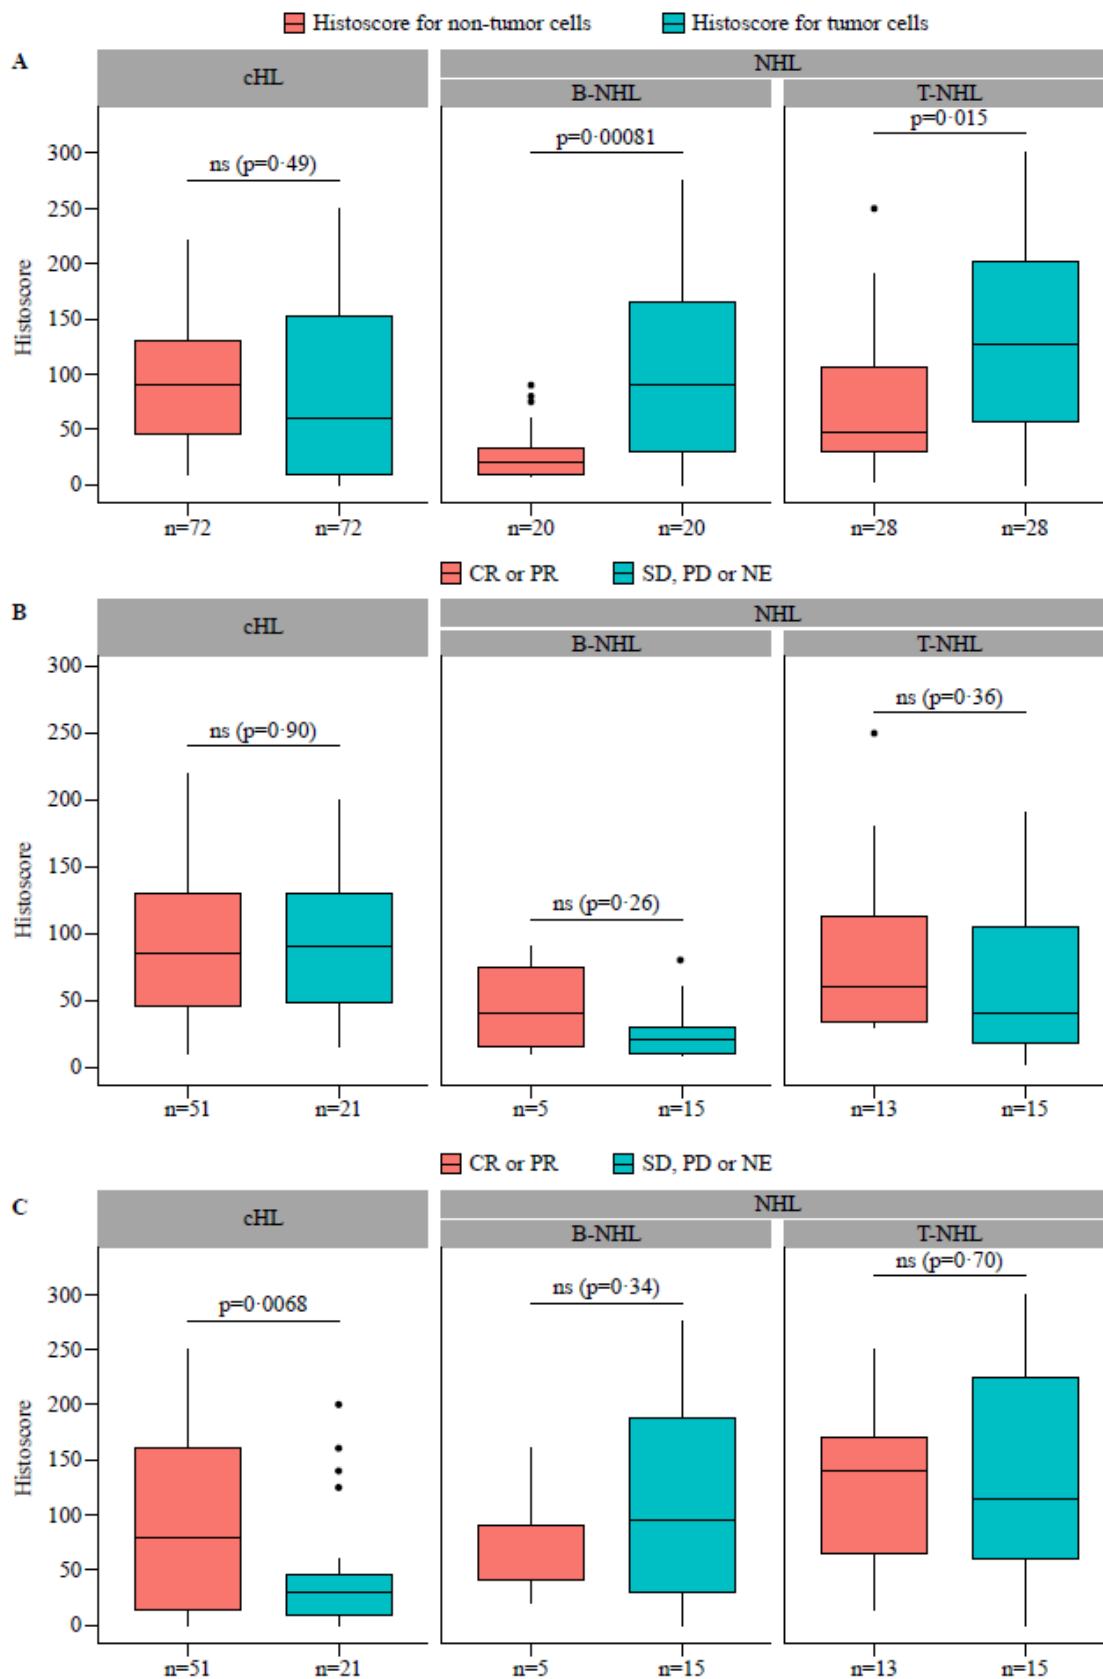 Histoscore for non-tumor cells Histoscore for tumor cells
A
cHL
NHL
B-NHL T-NHL
ns (p=0·49)
p=0·00081
p=0·015
300
250
200
150
100
50
0
Histoscore
n=72 n=72 n=20 n=20 n=28 n=28
CR or PR SD, PD or NE
B
cHL
NHL
B-NHL T-NHL
ns (p=0·90)
ns (p=0·26)
ns (p=0·36)
300
250
200
150
100
50
0
Histoscore
n=51 n=21 n=5 n=15 n=13 n=15
CR or PR SD, PD or NE
C
cHL
NHL
B-NHL T-NHL
p=0·0068
ns (p=0·34)
ns (p=0·70)
300
250
200
150
100
50
0
Histoscore
n=51 n=21 n=5 n=15 n=13 n=15